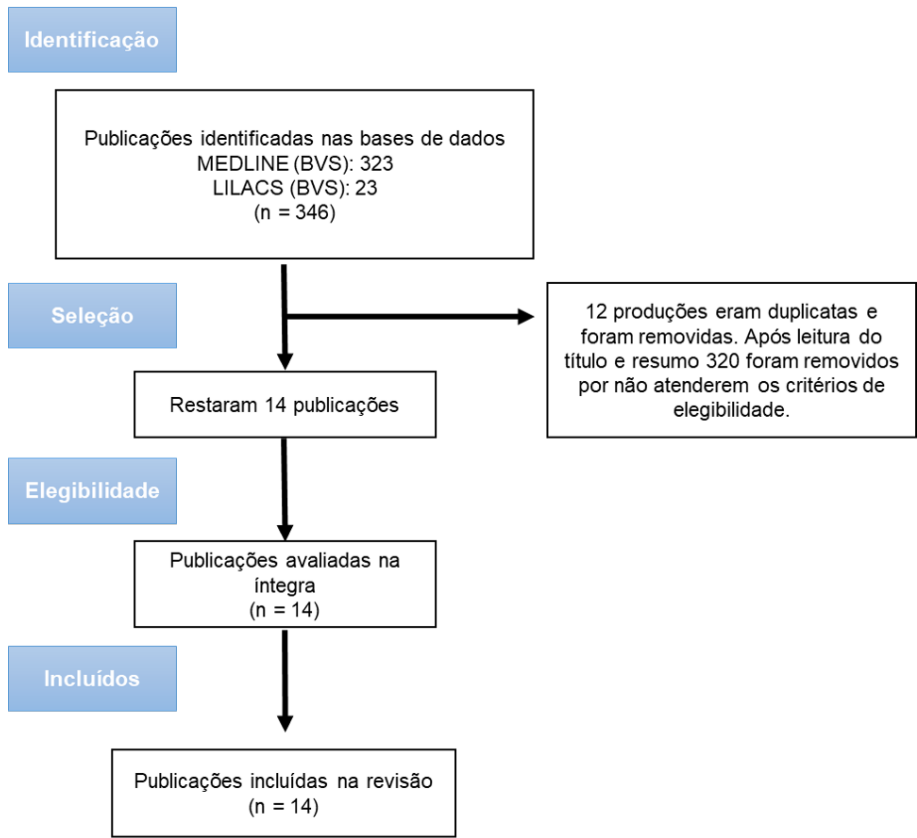 Identificação
Publicações identificadas nas bases de dados
MEDLINE (BVS): 323
LILACS (BVS): 23
(n = 346)
Seleção
12 produções eram duplicatas e
foram removidas. Após leitura do
título e resumo 320 foram removidos
por não atenderem os critérios de
elegibilidade.
Restaram 14 publicações
Elegibilidade
Publicações avaliadas na
íntegra
(n = 14)
Incluídos
Publicações incluídas na revisão
(n = 14)